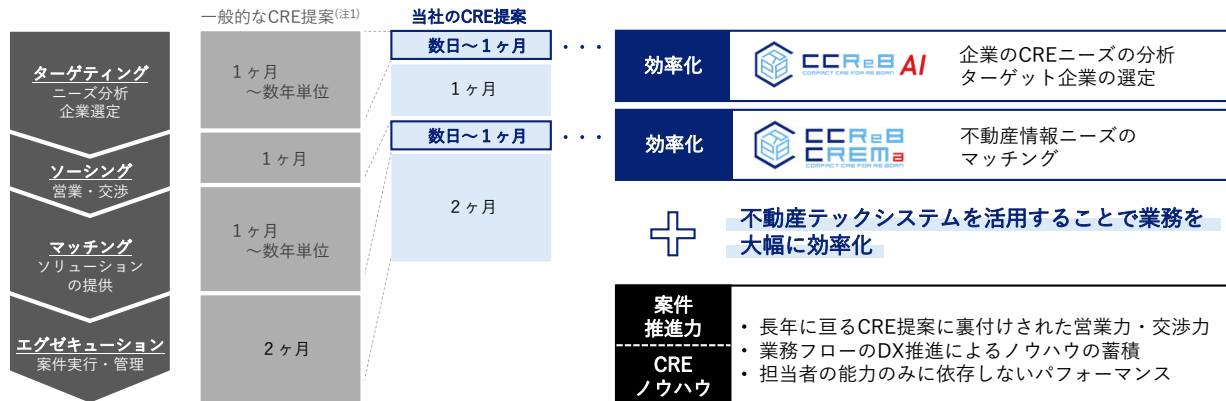 一般的なCRE提案(注1)
当社のCRE提案
ターゲティング
ニーズ分析
企業選定
ソーシング
営業・交渉
マッチング
ソリューション
の提供
エグゼキューション
案件実行・管理
1ヶ月
～数年単位
1ヶ月
1ヶ月
～数年単位
2ヶ月
数日～1ヶ月
1ヶ月
数日～1ヶ月
2ヶ月
・・・
・・・
効率化
CCReB AI
COMPACT CRE FOR RE BORN
企業のCREニーズの分析
ターゲット企業の選定
効率化
CCReB
CREMa
COMPACT CRE FOR RE BORN
不動産情報ニーズの
マッチング
不動産テックシステムを活用することで業務を
大幅に効率化
案件
推進力
CRE
ノウハウ
• 長年に亘るCRE提案に裏付けされた営業力・交渉力
• 業務フローのDX推進によるノウハウの蓄積
• 担当者の能力のみに依存しないパフォーマンス